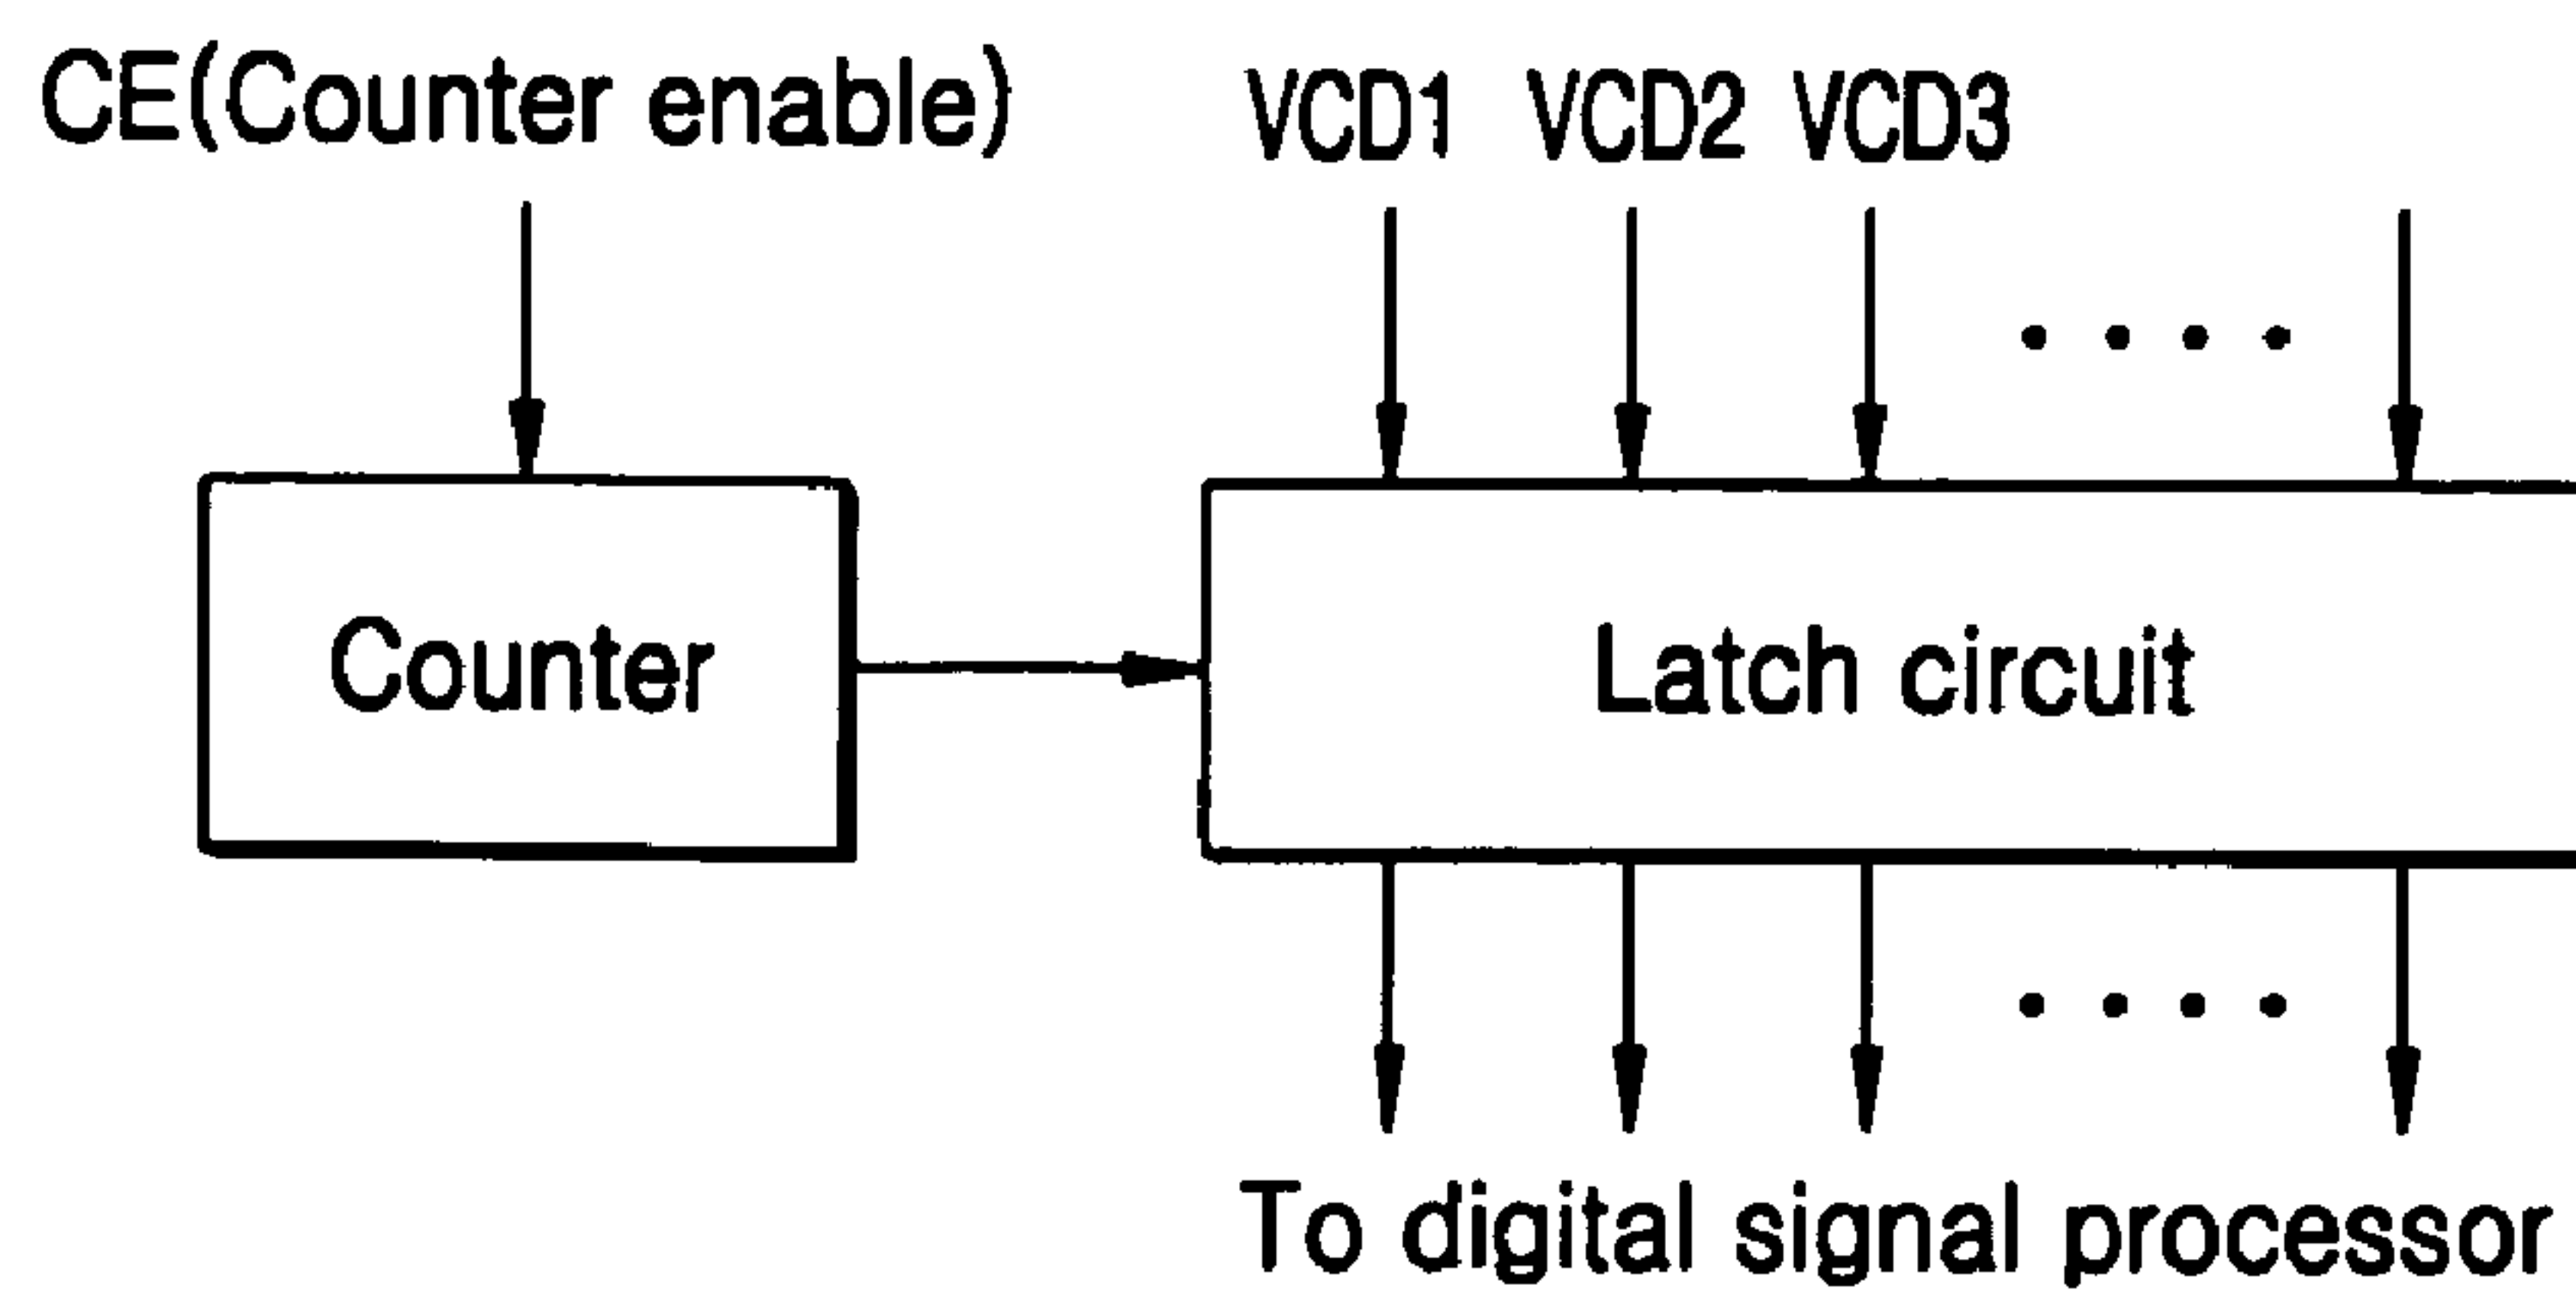 CE(Counter enable) VCD1 VCD2 VCD3
Counter Latch circuit
To digital signal processor